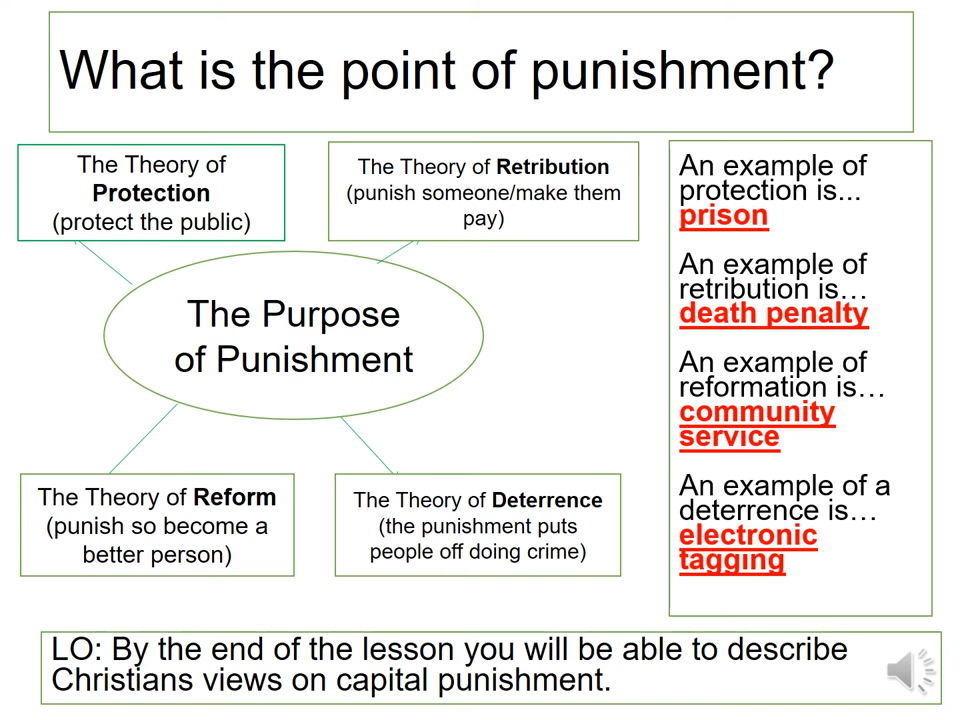 What is the point of punishment?
The Theory of
Protection
(protect the public)
The Theory of Retribution
(punish someone/make them
pay)
The Purpose
of Punishment
The Theory of Reform
(punish so become a
better person)
The Theory of Deterrence
(the punishment puts
people off doing crime)
An example of
protection is...
prison
An example of
retribution is…
death penalty
An example of
reformation is…
community
service
An example of a
deterrence is…
electronic
tagging
LO: By the end of the lesson you will be able to describe
Christians views on capital punishment.